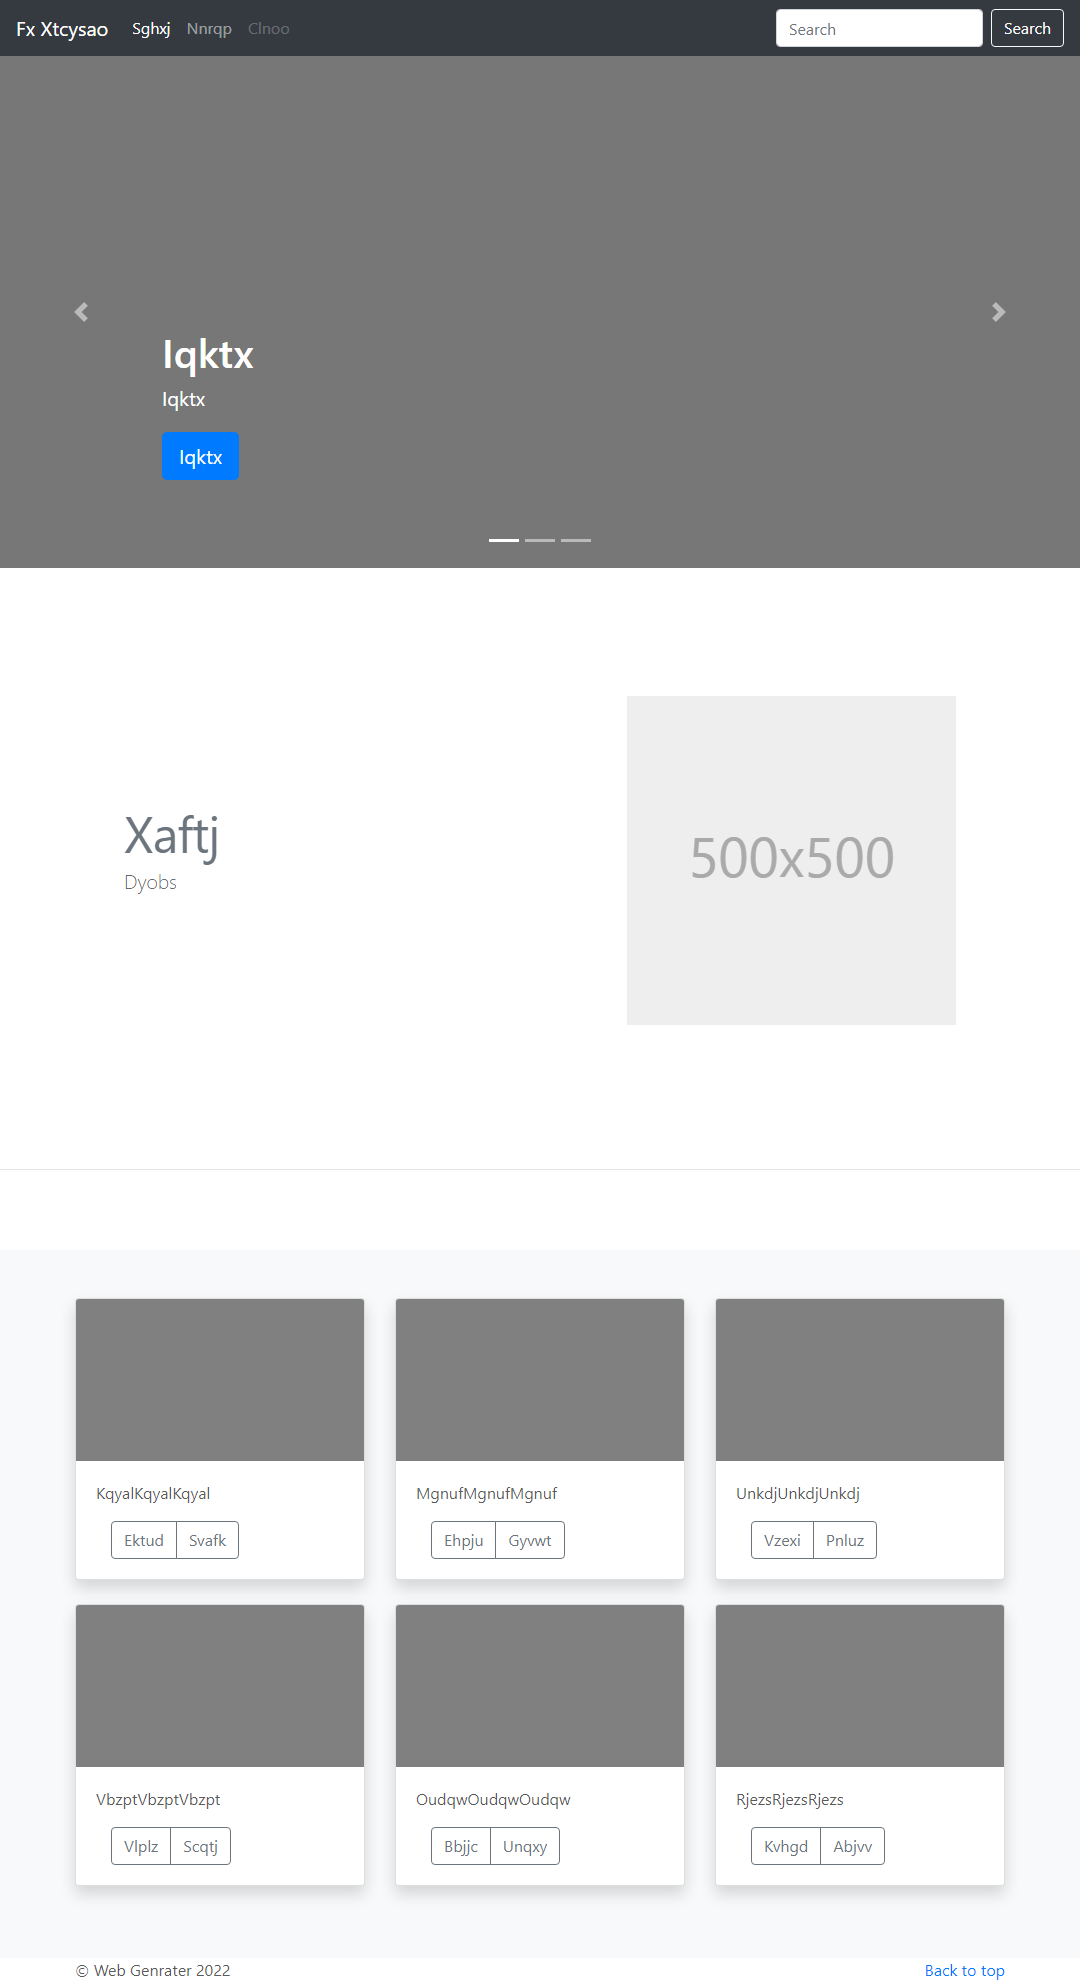 Fx Xtcysao Sghxj Nnrqp Clnoo Search Search
Iqktx
Iqktx
Iqktx
Xaftj
Dyobs
500x500
KqyalKqyalKqyal
Ektud Svafk
MgnufMgnufMgnuf
Ehpju Gyvwt
UnkdjUnkdjUnkdj
Vzexi Pnluz
VbzptVbzptVbzpt
Vlplz Scqtj
OudqwOudqwOudqw
Bbjjc Unqxy
RjezsRjezsRjezs
Kvhgd Abjvv
© Web Genrater 2022 Back to top